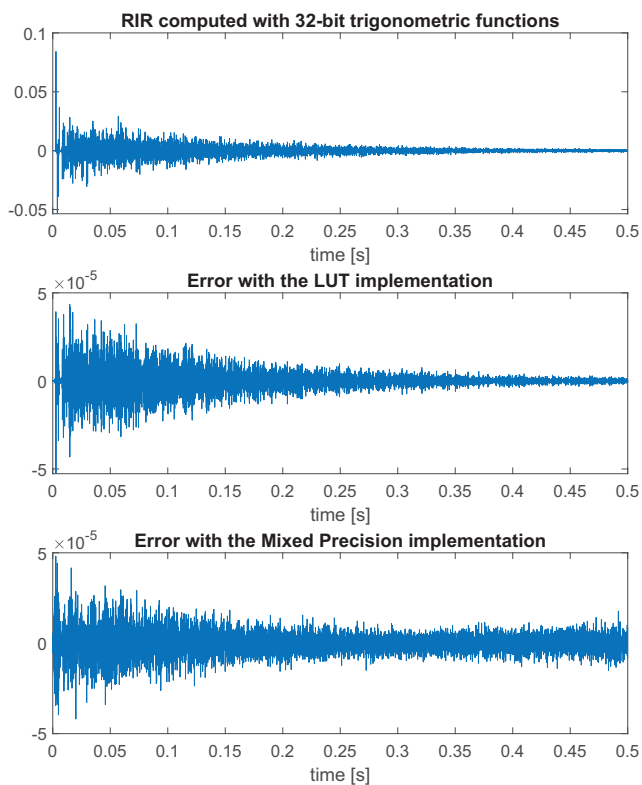 RIR computed with 32-bit trigonometric functions
0.1
0.05
0
-0.05
0 0.05 0.1 0.15 0.2 0.25 0.3 0.35 0.4 0.45 0.5
time [s]
Error with the LUT implementation
×10⁻⁵
5
0
-5
0 0.05 0.1 0.15 0.2 0.25 0.3 0.35 0.4 0.45 0.5
time [s]
Error with the Mixed Precision implementation
×10⁻⁵
5
0
-5
0 0.05 0.1 0.15 0.2 0.25 0.3 0.35 0.4 0.45 0.5
time [s]